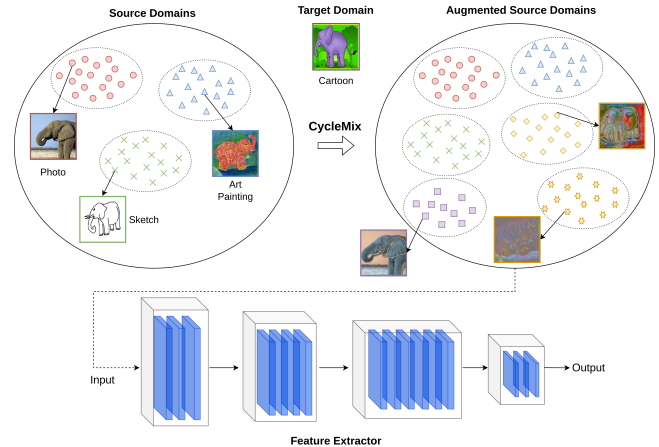 Source Domains
Target Domain
Augmented Source Domains
Cartoon
CycleMix
Photo
Art
Painting
Sketch
Input
Output
Feature Extractor